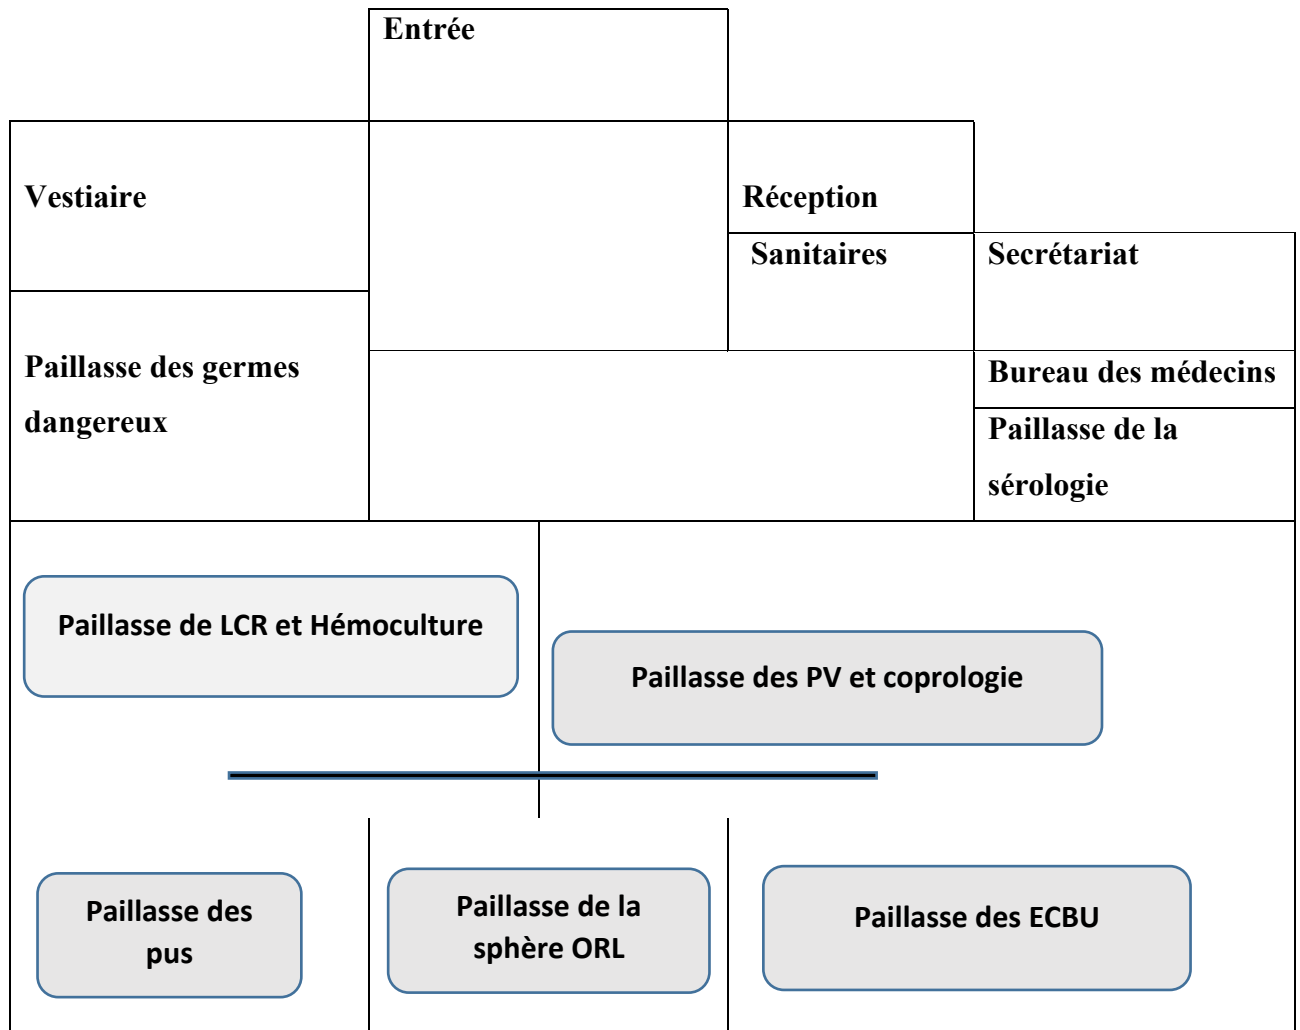 Entrée
Vestiaire
Réception
Sanitaires
Secrétariat
Paillasse des germes
dangereux
Bureau des médecins
Paillasse de la
sérologie
Paillasse de LCR et Hémoculture
Paillasse des PV et coprologie
Paillasse des
pus
Paillasse de la
sphère ORL
Paillasse des ECBU